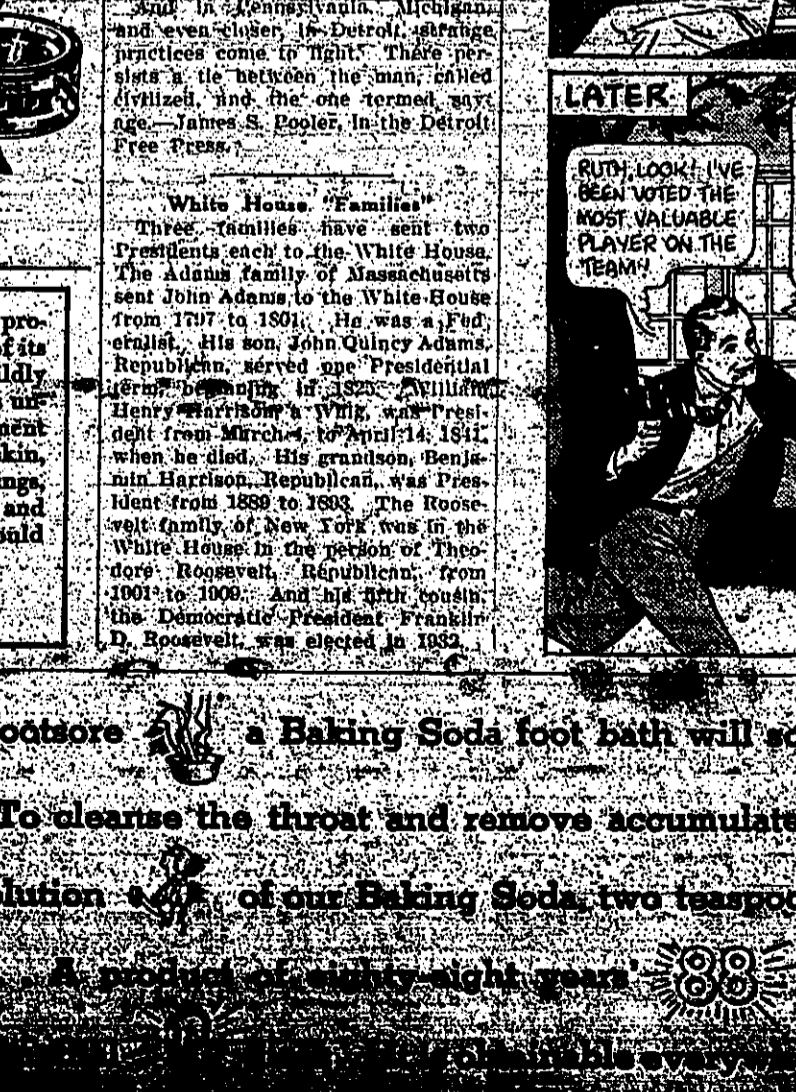 And in Pennsylvania, Michigan,
and even closer, in Detroit, strange
practices come to light. There per-
sists a tie between the man, called
civilized, and the one termed sav-
age.—James S. Pooler, in the Detroit
Free Press.
White House "Families"
Three families have sent two
Presidents each to the White House.
The Adams family of Massachusetts
sent John Adams to the White House
from 1797 to 1801. He was a Fed-
eralist. His son, John Quincy Adams,
Republican, served one Presidential
term, beginning in 1825. William
Henry Harrison, a Whig, was Presi-
dent from March 4, to April 14, 1841,
when he died. His grandson, Benja-
min Harrison, Republican, was Pres-
ident from 1889 to 1893. The Roose-
velt family of New York was in the
White House in the person of Theo-
dore Roosevelt, Republican, from
1901 to 1909. And his fifth cousin,
the Democratic President Franklin
D. Roosevelt, was elected in 1932.
pro-
of its
ildly
s un-
ment
skin,
ngs,
and
ould
LATER
RUTH, LOOK! I'VE
BEEN VOTED THE
MOST VALUABLE
PLAYER ON THE
TEAM!
ootsore a Baking Soda foot bath will so
To cleanse the throat and remove accumulate
olution of our Baking Soda, two teaspoo
A product of eighty-eight years' 88
obtainable everyw